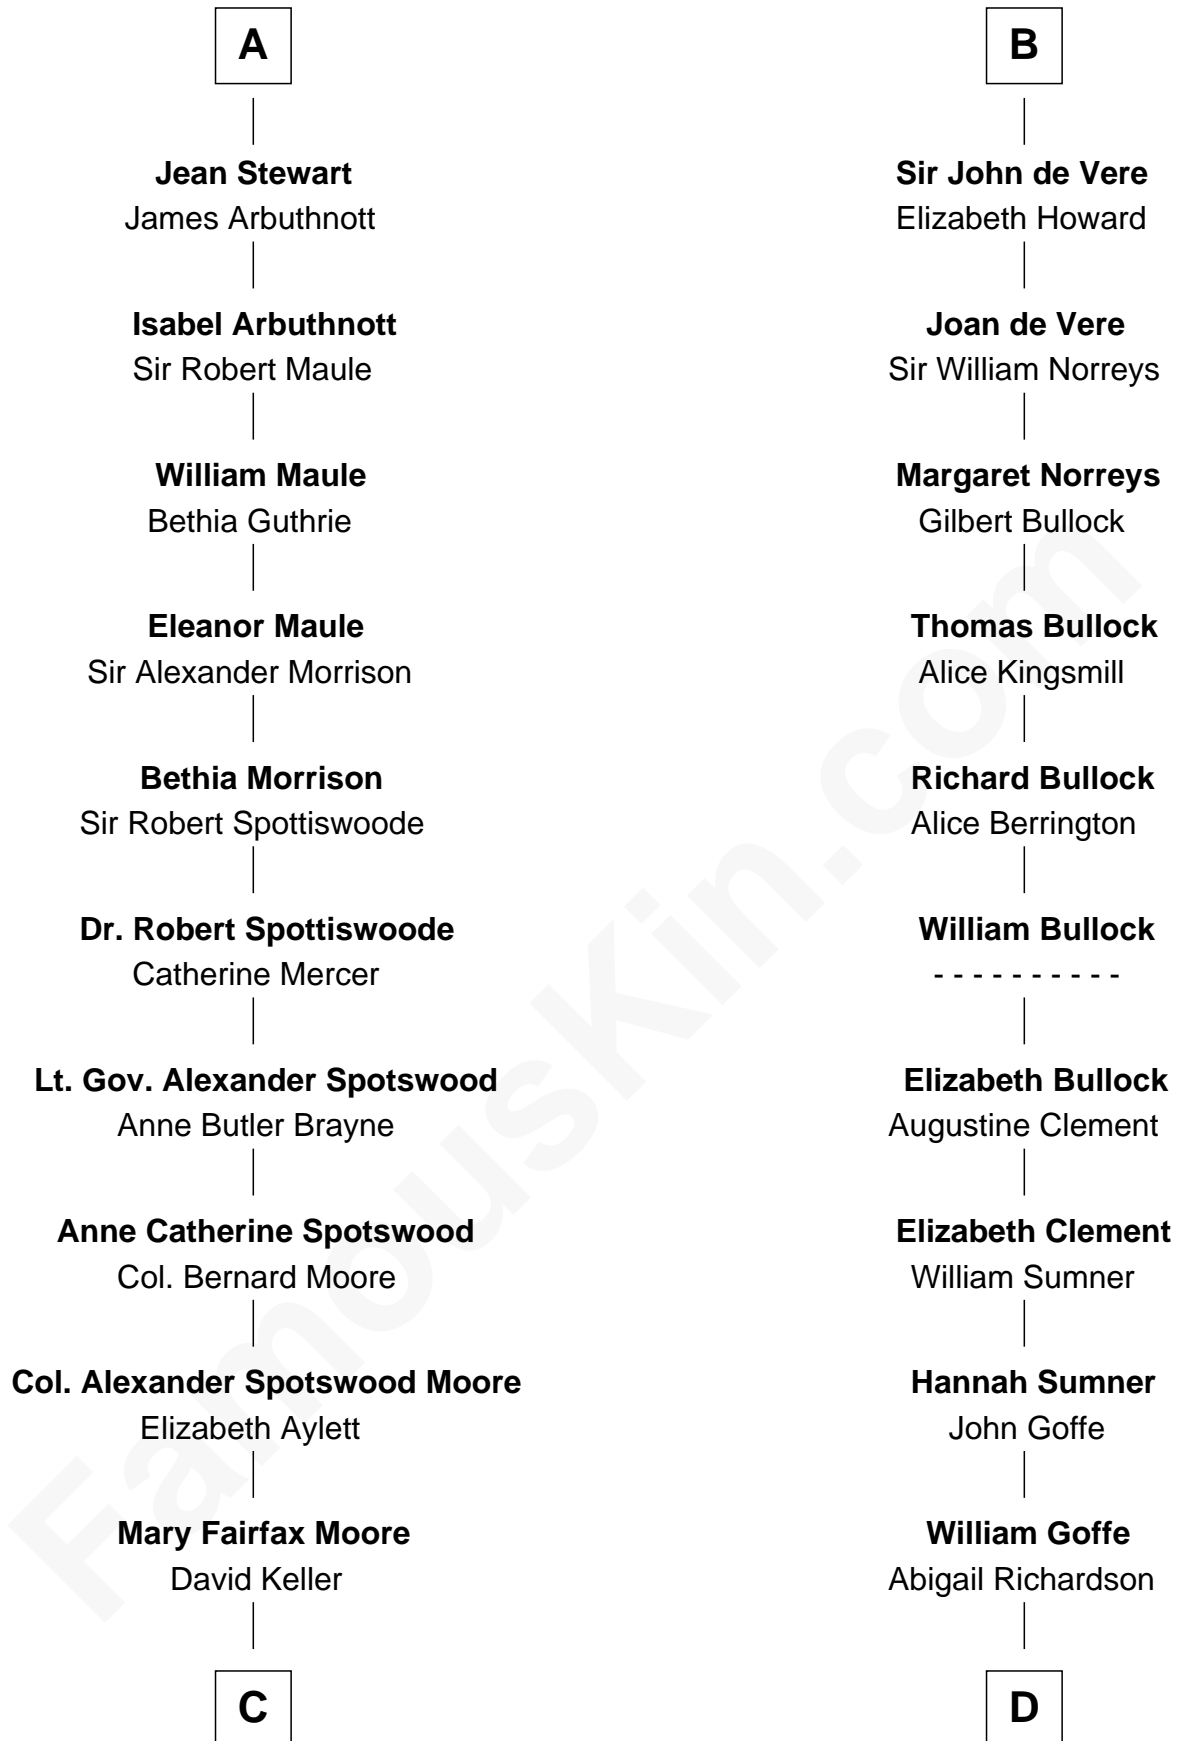 A
Jean Stewart
James Arbuthnott
Isabel Arbuthnott
Sir Robert Maule
William Maule
Bethia Guthrie
Eleanor Maule
Sir Alexander Morrison
Bethia Morrison
Sir Robert Spottiswoode
Dr. Robert Spottiswoode
Catherine Mercer
Lt. Gov. Alexander Spotswood
Anne Butler Brayne
Anne Catherine Spotswood
Col. Bernard Moore
Col. Alexander Spotswood Moore
Elizabeth Aylett
Mary Fairfax Moore
David Keller
C
B
Sir John de Vere
Elizabeth Howard
Joan de Vere
Sir William Norreys
Margaret Norreys
Gilbert Bullock
Thomas Bullock
Alice Kingsmill
Richard Bullock
Alice Berrington
William Bullock
- - - - - - - - - -
Elizabeth Bullock
Augustine Clement
Elizabeth Clement
William Sumner
Hannah Sumner
John Goffe
William Goffe
Abigail Richardson
D
FamousKin.com